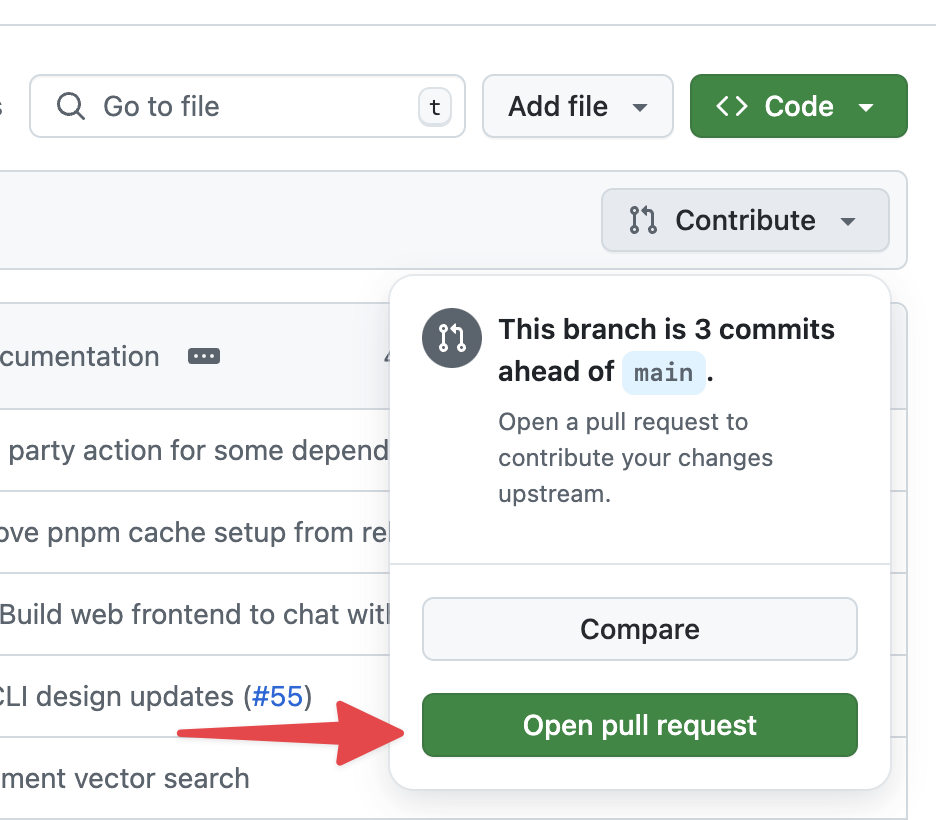 Go to file t Add file Code
Contribute
This branch is 3 commits
ahead of main.
Open a pull request to
contribute your changes
upstream.
cumentation
party action for some depend
ove pnpm cache setup from re
Build web frontend to chat wit
Compare
CLI design updates (#55)
Open pull request
ment vector search